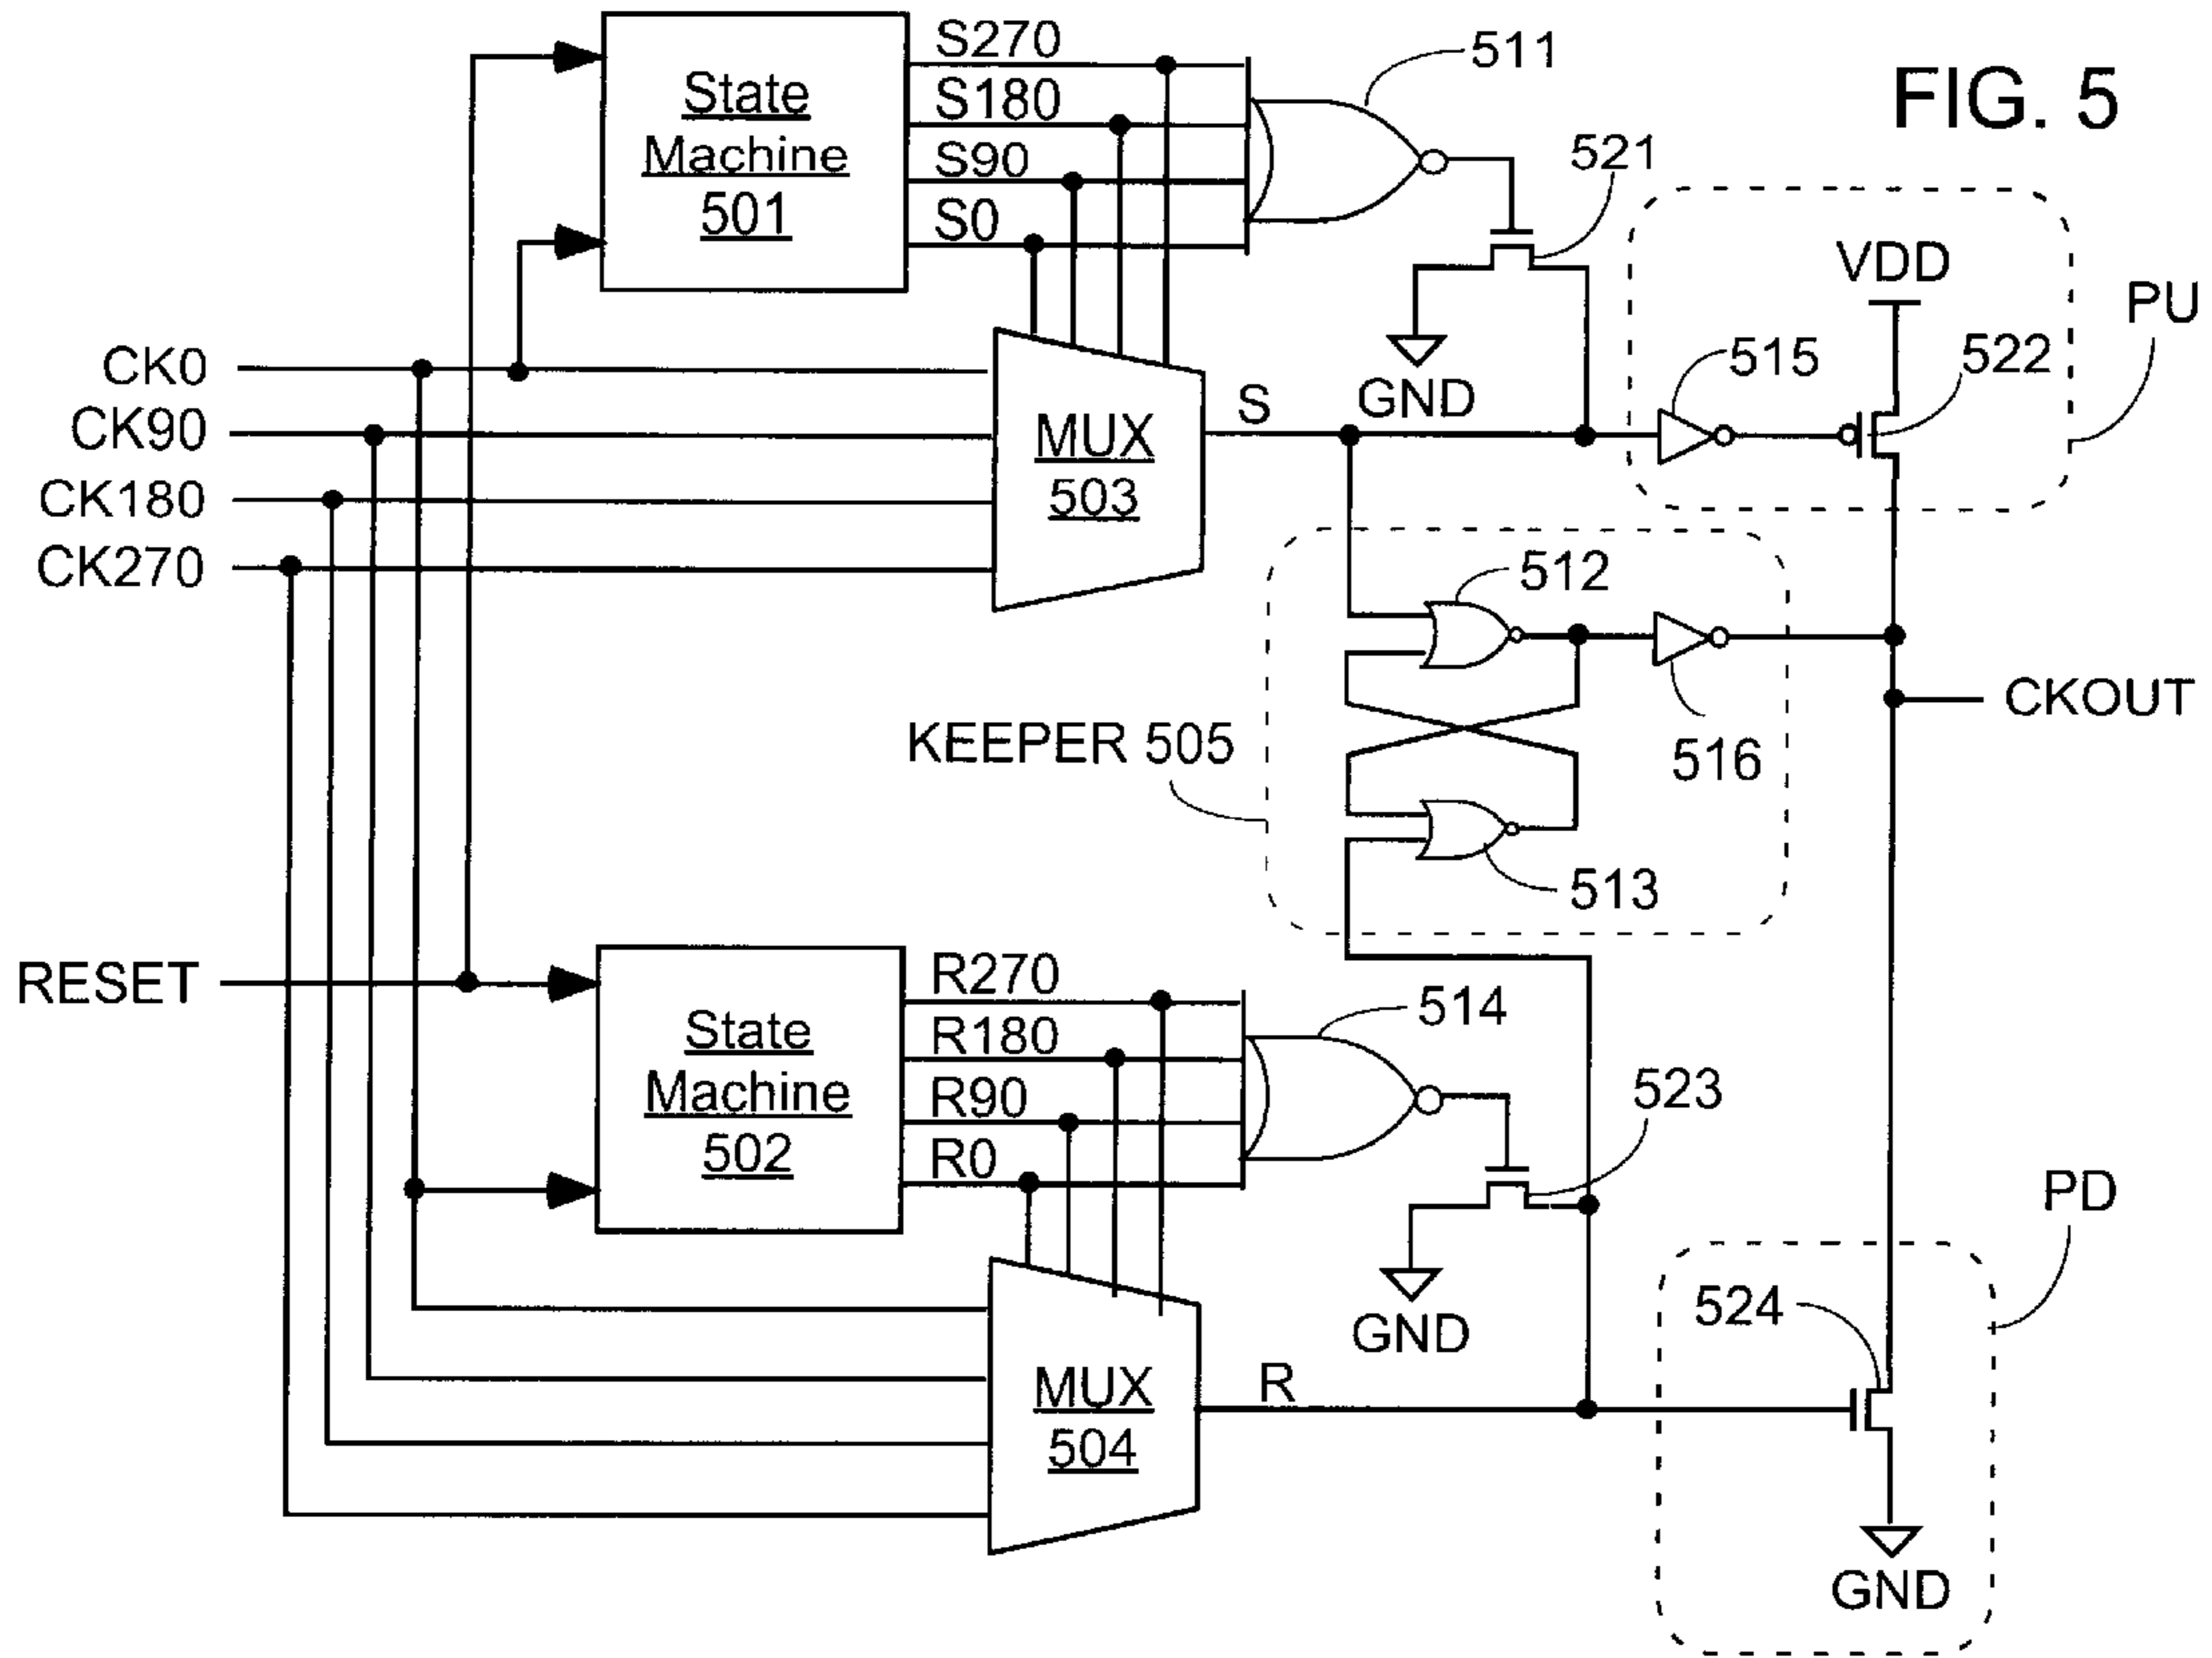 FIG. 5
State
Machine
501
S270
S180
S90
S0
511
521
VDD
PU
515
522
GND
CK0
CK90
CK180
CK270
MUX
503
S
512
516
KEEPER 505
513
CKOUT
RESET
State
Machine
502
R270
R180
R90
R0
514
523
GND
PD
524
MUX
504
R
GND